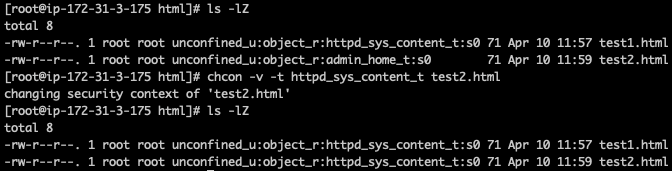 [root@ip-172-31-3-175 html]# ls -lZ
total 8
-rw-r--r--. 1 root root unconfined_u:object_r:httpd_sys_content_t:s0 71 Apr 10 11:57 test1.html
-rw-r--r--. 1 root root unconfined_u:object_r:admin_home_t:s0        71 Apr 10 11:59 test2.html
[root@ip-172-31-3-175 html]# chcon -v -t httpd_sys_content_t test2.html
changing security context of 'test2.html'
[root@ip-172-31-3-175 html]# ls -lZ
total 8
-rw-r--r--. 1 root root unconfined_u:object_r:httpd_sys_content_t:s0 71 Apr 10 11:57 test1.html
-rw-r--r--. 1 root root unconfined_u:object_r:httpd_sys_content_t:s0 71 Apr 10 11:59 test2.html